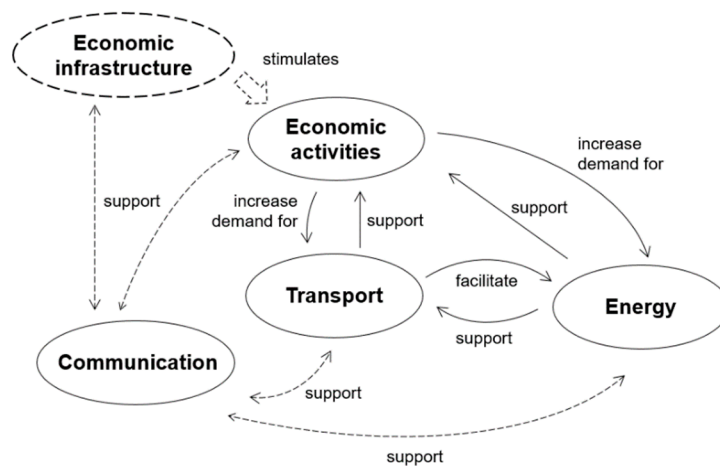 Economic
infrastructure
stimulates
Economic
activities
increase
demand for
support
increase
demand for
support
support
Transport
facilitate
Energy
support
Communication
support
support